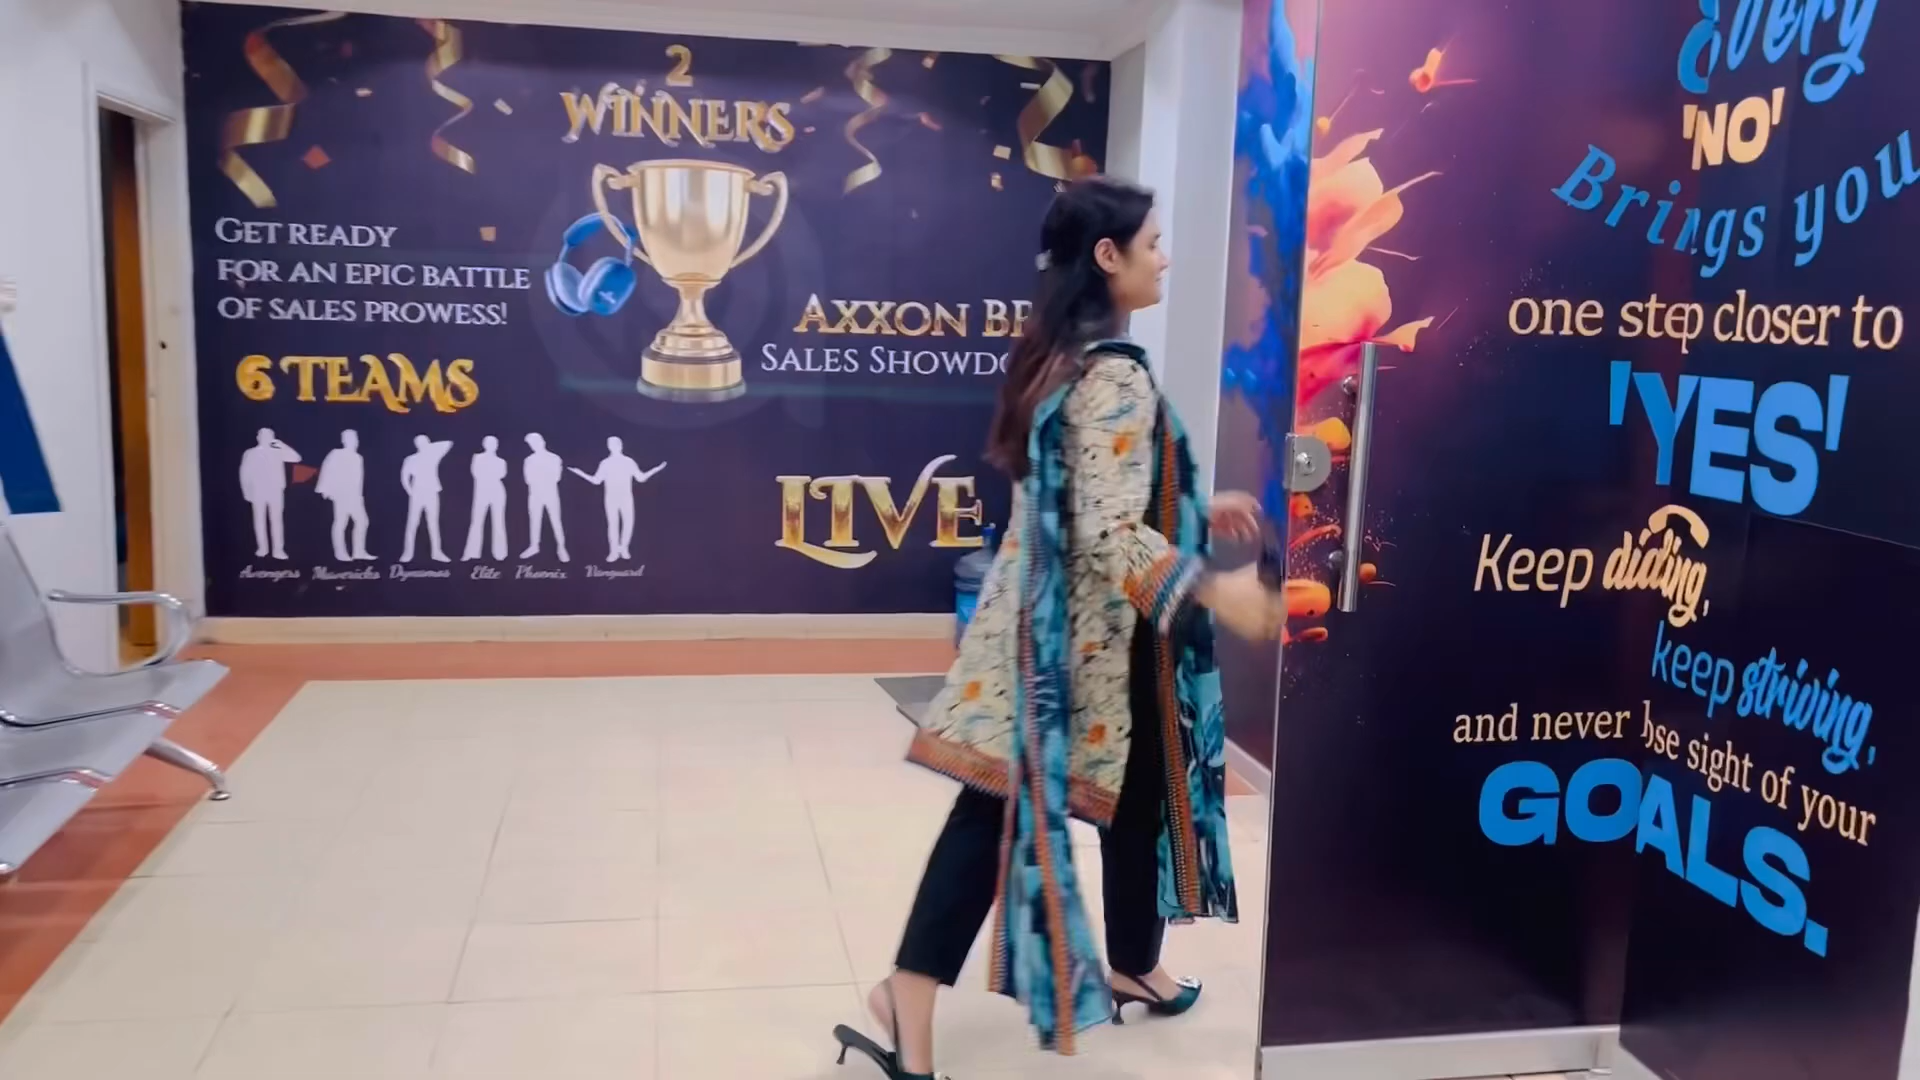 2
WINNERS
GET READY
FOR AN EPIC BATTLE
OF SALES PROWESS!
AXXON
SALES
6 TEAMS
LIVE
Avengers Mavericks Dynamos Elite Phoenix Vanguard
Every
'NO'
Brings you
one step closer to
'YES'
Keep dialing,
keep striving,
and never lose sight of your
GOALS.